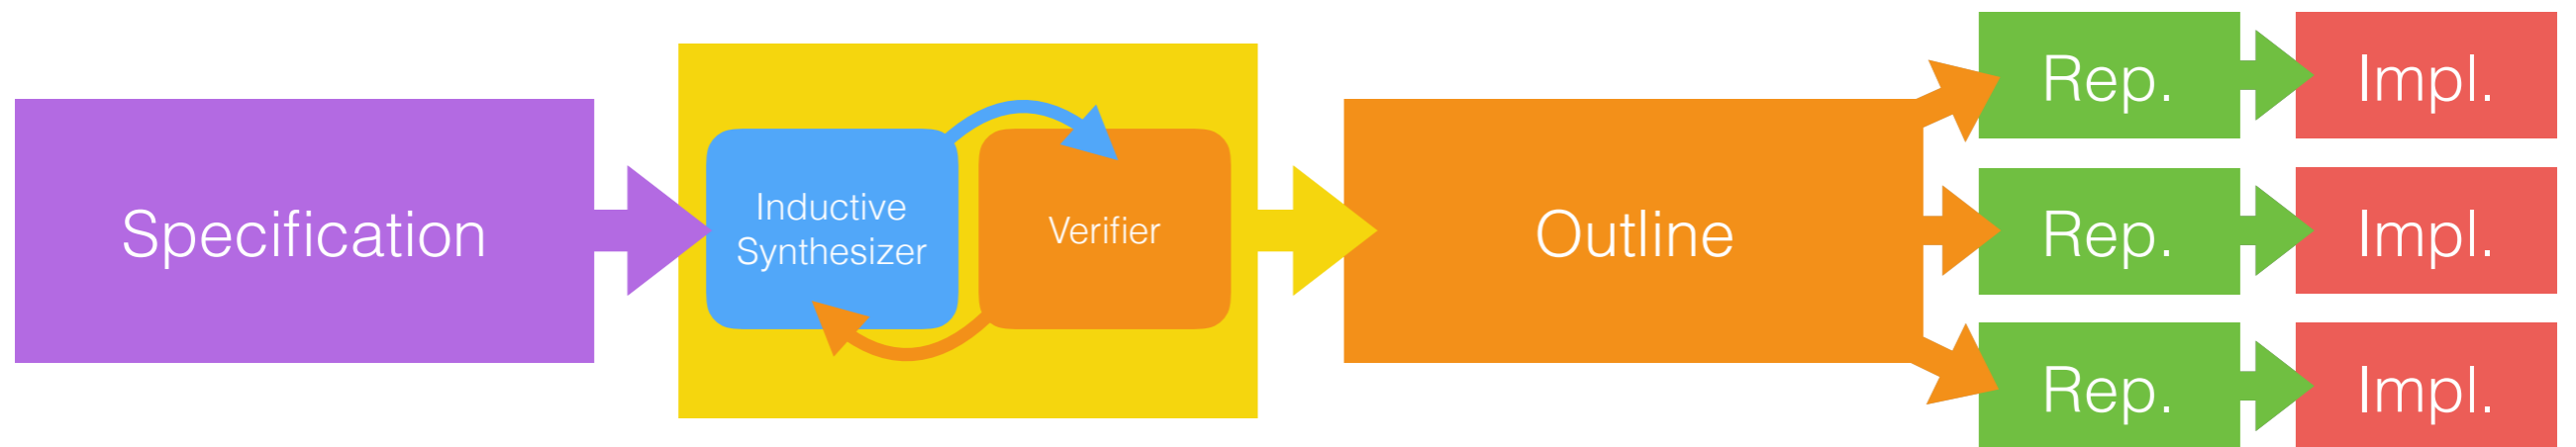 Specification
Inductive
Synthesizer
Verifier
Outline
Rep.
Impl.
Rep.
Impl.
Rep.
Impl.